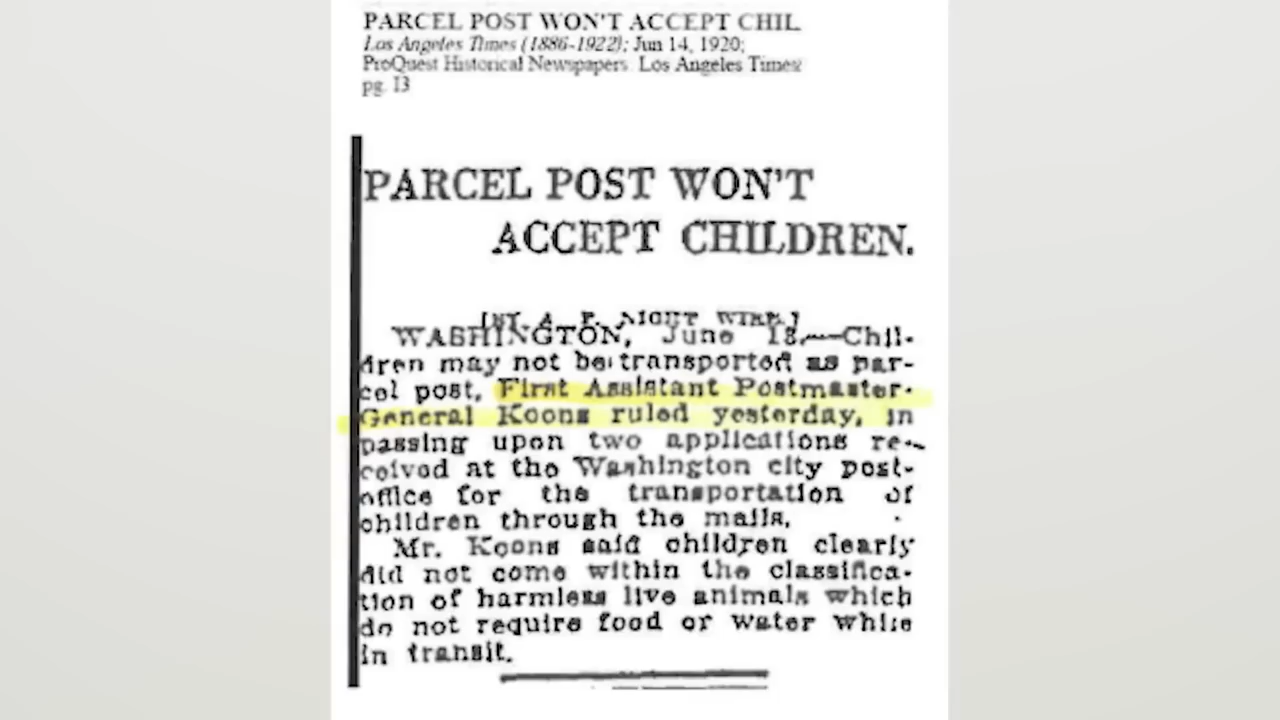 PARCEL POST WON'T ACCEPT CHIL
Los Angeles Times (1886-1922); Jun 14, 1920;
ProQuest Historical Newspapers Los Angeles Times
pg. 13
PARCEL POST WON'T
ACCEPT CHILDREN.
[BY A. P. NIGHT WIRE.]
WASHINGTON, June 13.—Chil-
dren may not be transported as par-
cel post, First Assistant Postmaster-
General Koons ruled yesterday, in
passing upon two applications re-
ceived at the Washington city post-
office for the transportation of
children through the mails.
Mr. Koons said children clearly
did not come within the classifica-
tion of harmless live animals which
do not require food or water while
in transit.